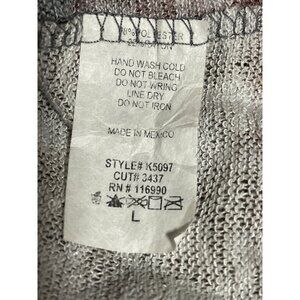 HAND WASH COLD
DO NOT BLEACH
DO NOT WRING
LINE DRY
DO NOT IRON
MADE IN MEXICO
STYLE# K5097
CUT# 3437
RN # 116990
L